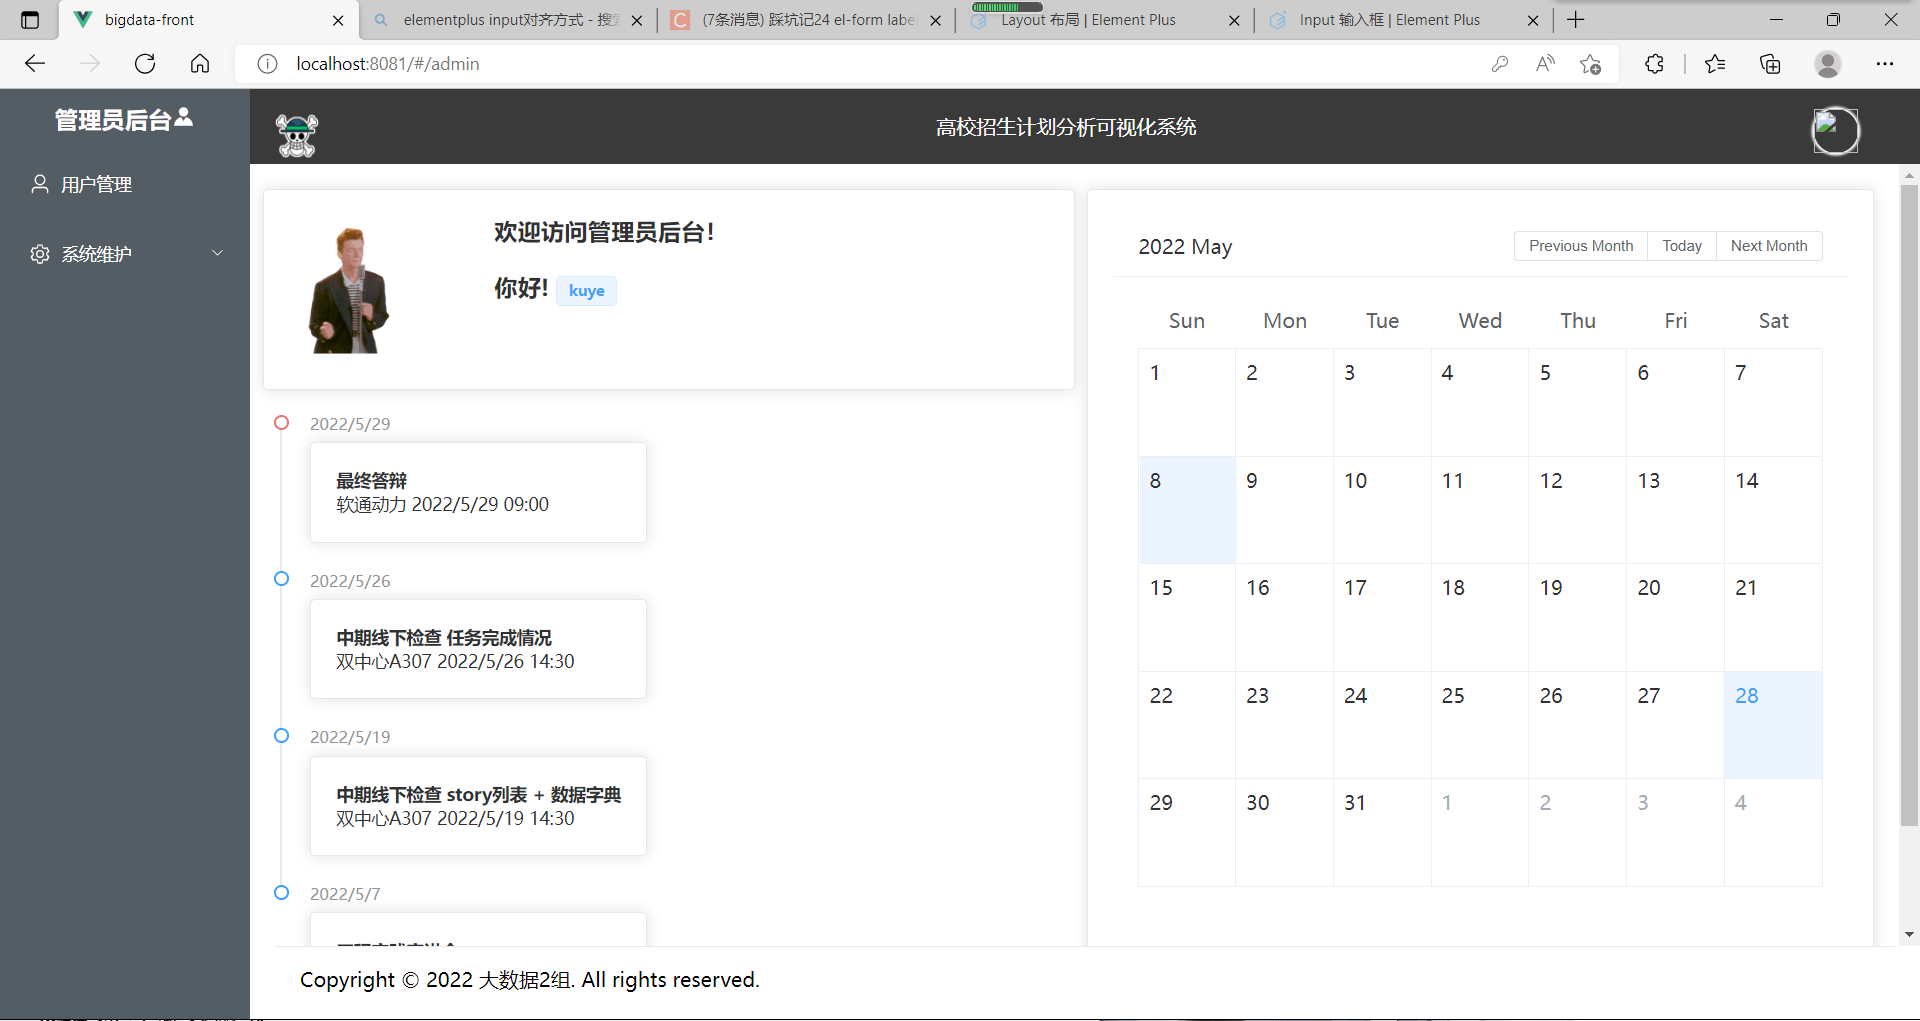 bigdata-front
elementplus input对齐方式 - 搜索
(7条消息) 踩坑记24 el-form labe
Layout 布局 | Element Plus
Input 输入框 | Element Plus
localhost:8081/#/admin
管理员后台
高校招生计划分析可视化系统
用户管理
系统维护
欢迎访问管理员后台！
你好! kuye
2022/5/29
最终答辩
软通动力 2022/5/29 09:00
2022/5/26
中期线下检查 任务完成情况
双中心A307 2022/5/26 14:30
2022/5/19
中期线下检查 story列表 + 数据字典
双中心A307 2022/5/19 14:30
2022/5/7
2022 May
Previous Month Today Next Month
Sun Mon Tue Wed Thu Fri Sat
1 2 3 4 5 6 7
8 9 10 11 12 13 14
15 16 17 18 19 20 21
22 23 24 25 26 27 28
29 30 31 1 2 3 4
Copyright © 2022 大数据2组. All rights reserved.